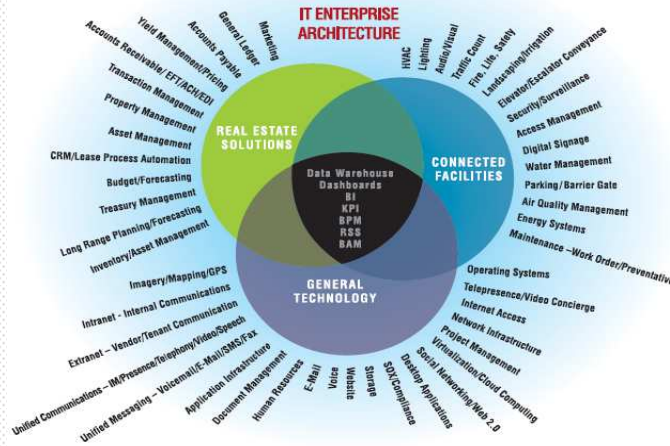 IT ENTERPRISE
ARCHITECTURE
Marketing
General Ledger
Accounts Payable
Yield Management/Pricing
Accounts Receivable/ EFT/ACH/EDI
Transaction Management
Property Management
Asset Management
CRM/Lease Process Automation
Budget/Forecasting
Treasury Management
Long Range Planning/Forecasting
Inventory/Asset Management
HVAC
Lighting
Audio/Visual
Traffic Count
Fire, Life, Safety
Landscaping/Irrigation
Elevator/Escalator Conveyance
Security/Surveillance
Access Management
Digital Signage
Water Management
Parking/Barrier Gate
Air Quality Management
Energy Systems
Maintenance –Work Order/Preventative
REAL ESTATE
SOLUTIONS
CONNECTED
FACILITIES
Data Warehouse
Dashboards
BI
KPI
BPM
RSS
BAM
GENERAL
TECHNOLOGY
Imagery/Mapping/GPS
Intranet - Internal Communications
Extranet – Vendor/Tenant Communication
Unified Communications – IM/Presence/Telephony/Video/Speech
Unified Messaging – Voicemail/E-Mail/SMS/Fax
Application Infrastructure
Document Management
Human Resources
E-Mail
Voice
Website
Storage
SOX/Compliance
Desktop Applications
Social Networking/Web 2.0
Virtualization/Cloud Computing
Project Management
Network Infrastructure
Internet Access
Telepresence/Video Concierge
Operating Systems